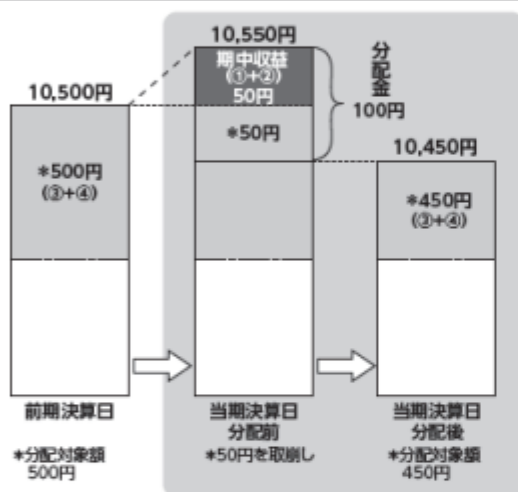 10,500円
*500円
(③+④)
前期決算日
*分配対象額
500円
10,550円
期中収益
(①+②)
50円
*50円
分配金
100円
当期決算日
分配前
*50円を取崩し
10,450円
*450円
(③+④)
当期決算日
分配後
*分配対象額
450円